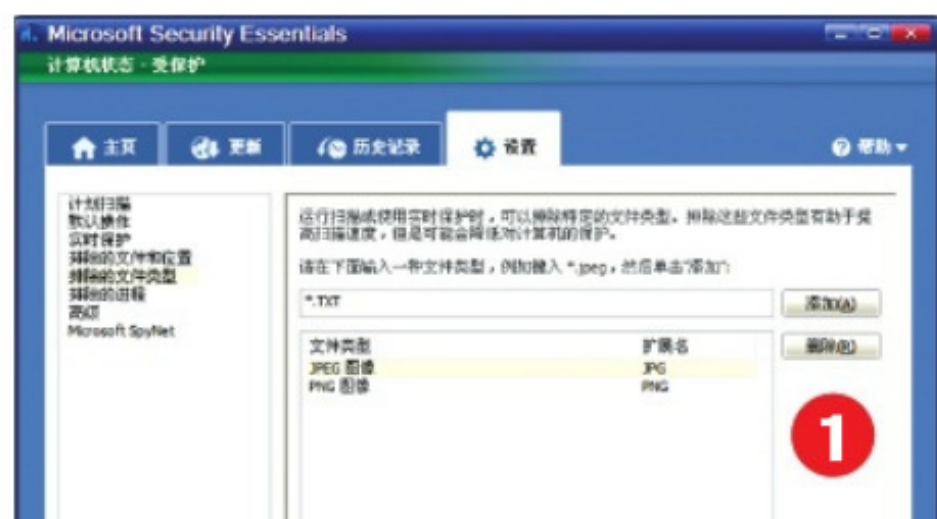 Microsoft Security Essentials
计算机状态 - 受保护
主页
更新
历史记录
设置
帮助
计划扫描
默认操作
实时保护
排除的文件和位置
排除的文件类型
排除的进程
高级
Microsoft SpyNet
运行扫描或使用实时保护时，可以排除特定的文件类型。排除这些文件类型有助于提
高扫描速度，但是可能会降低对计算机的保护。
请在下面输入一种文件类型，例如键入 *.jpeg，然后单击“添加”:
*.TXT
添加(A)
文件类型 扩展名
删除(R)
JPEG 图像 JPG
PNG 图像 PNG
1